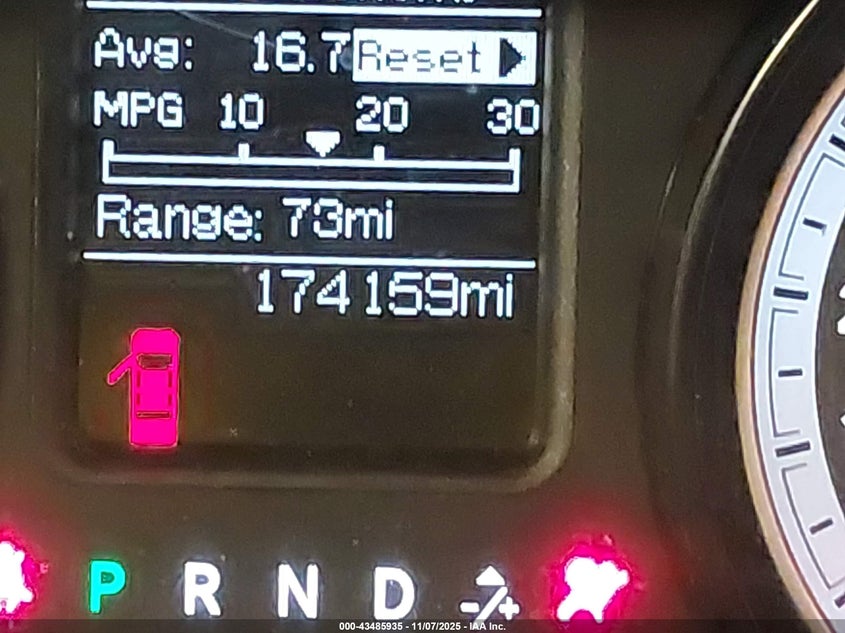 Avg: 16.7 Reset
MPG 10 20 30
Range: 73mi
174159mi
P R N D -/+
000-43485935 - 11/07/2025 - IAA Inc.